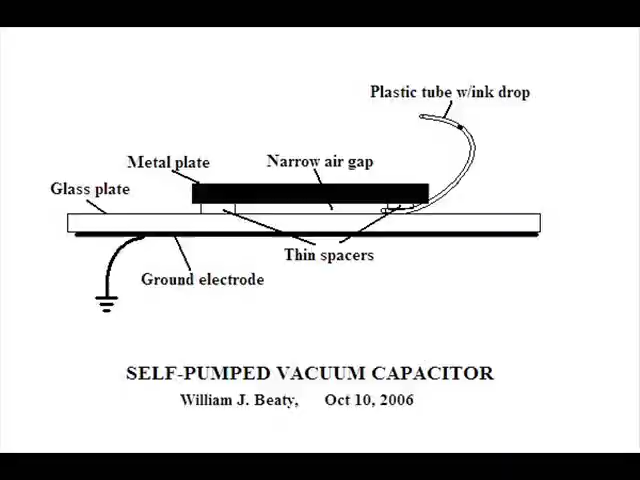 Plastic tube w/ink drop
Metal plate
Narrow air gap
Glass plate
Thin spacers
Ground electrode
SELF-PUMPED VACUUM CAPACITOR
William J. Beaty, Oct 10, 2006